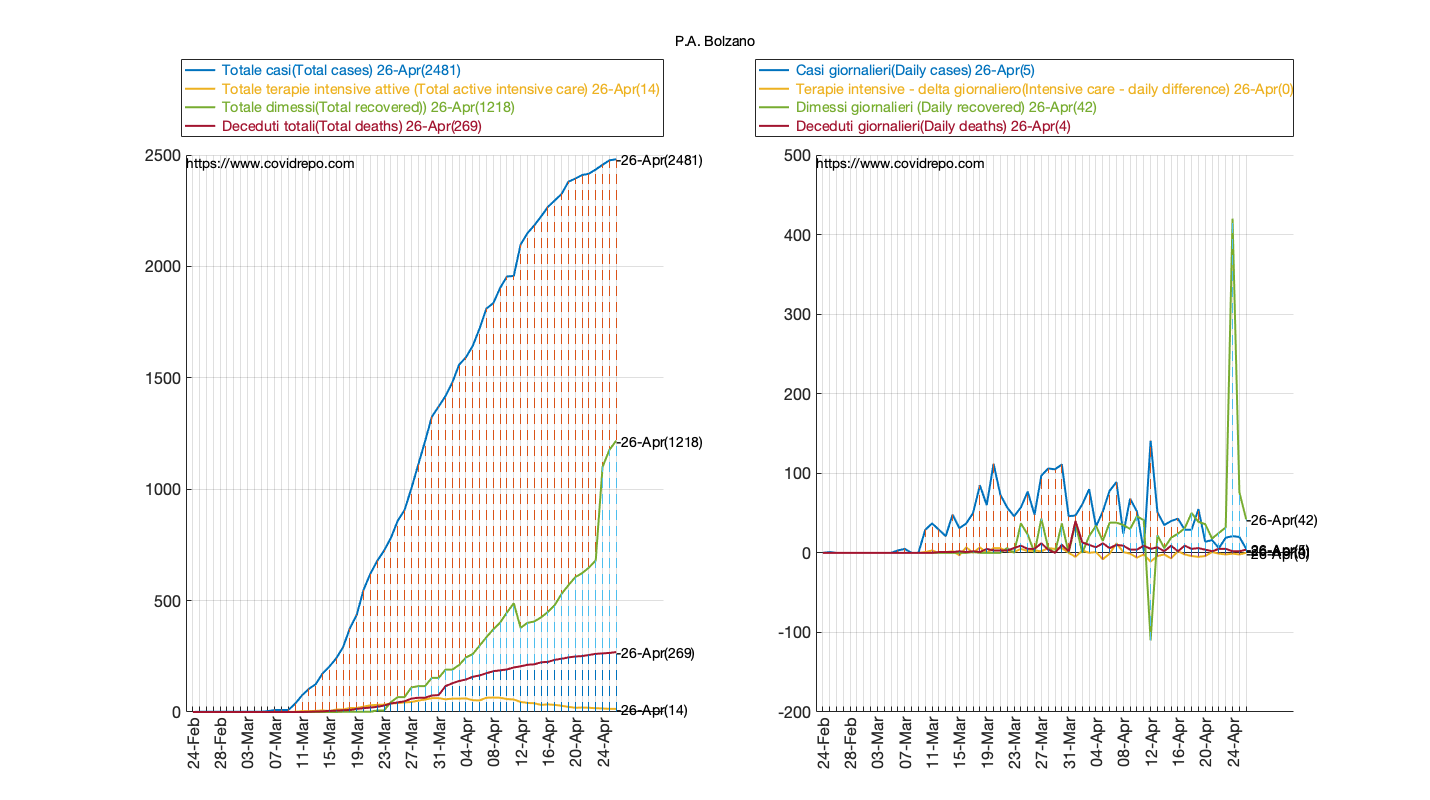 P.A. Bolzano
Totale casi(Total cases) 26-Apr(2481)
Totale terapie intensive attive (Total active intensive care) 26-Apr(14)
Totale dimessi(Total recovered)) 26-Apr(1218)
Deceduti totali(Total deaths) 26-Apr(269)
https://www.covidrepo.com
2500
2000
1500
1000
500
0
-26-Apr(2481)
-26-Apr(1218)
-26-Apr(269)
-26-Apr(14)
24-Feb
28-Feb
03-Mar
07-Mar
11-Mar
15-Mar
19-Mar
23-Mar
27-Mar
31-Mar
04-Apr
08-Apr
12-Apr
16-Apr
20-Apr
24-Apr
Casi giornalieri(Daily cases) 26-Apr(5)
Terapie intensive - delta giornaliero(Intensive care - daily difference) 26-Apr(0)
Dimessi giornalieri (Daily recovered) 26-Apr(42)
Deceduti giornalieri(Daily deaths) 26-Apr(4)
https://www.covidrepo.com
500
400
300
200
100
0
-100
-200
-26-Apr(42)
24-Feb
28-Feb
03-Mar
07-Mar
11-Mar
15-Mar
19-Mar
23-Mar
27-Mar
31-Mar
04-Apr
08-Apr
12-Apr
16-Apr
20-Apr
24-Apr